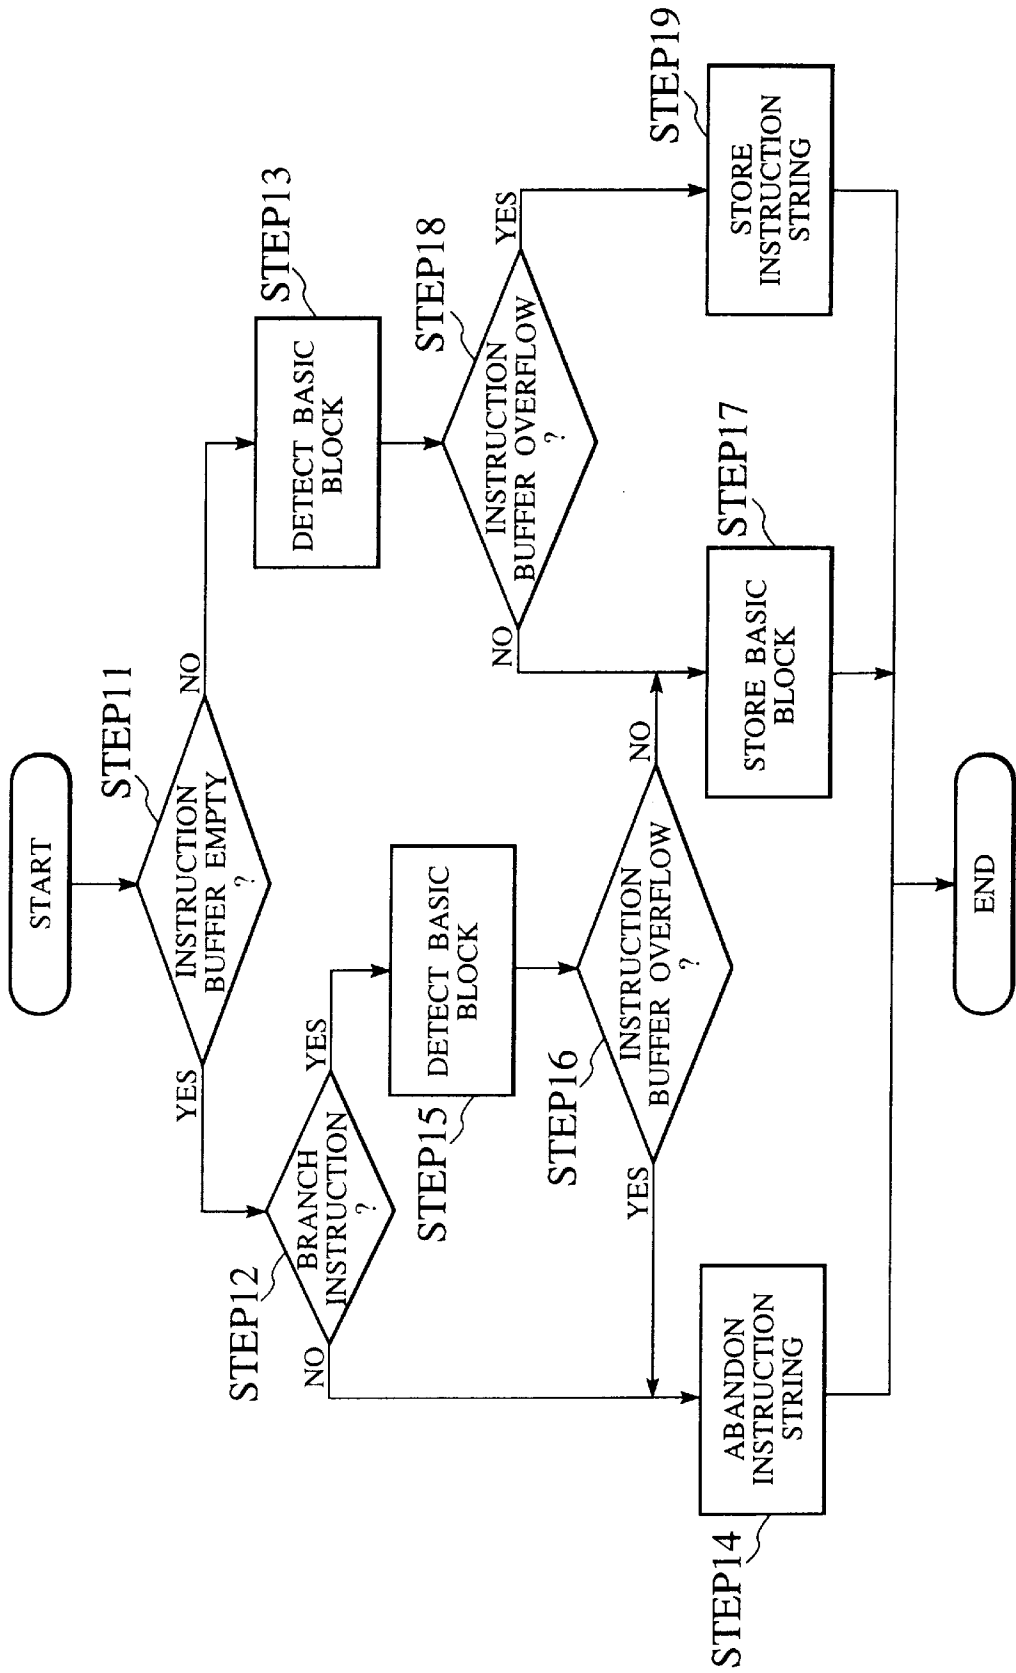 START
STEP11
INSTRUCTION
BUFFER EMPTY
?
YES
NO
STEP12
BRANCH
INSTRUCTION
?
NO
YES
STEP13
DETECT BASIC
BLOCK
STEP15
DETECT BASIC
BLOCK
STEP18
INSTRUCTION
BUFFER OVERFLOW
?
NO
YES
STEP16
INSTRUCTION
BUFFER OVERFLOW
?
YES
NO
STEP14
ABANDON
INSTRUCTION
STRING
STEP17
STORE BASIC
BLOCK
STEP19
STORE
INSTRUCTION
STRING
END